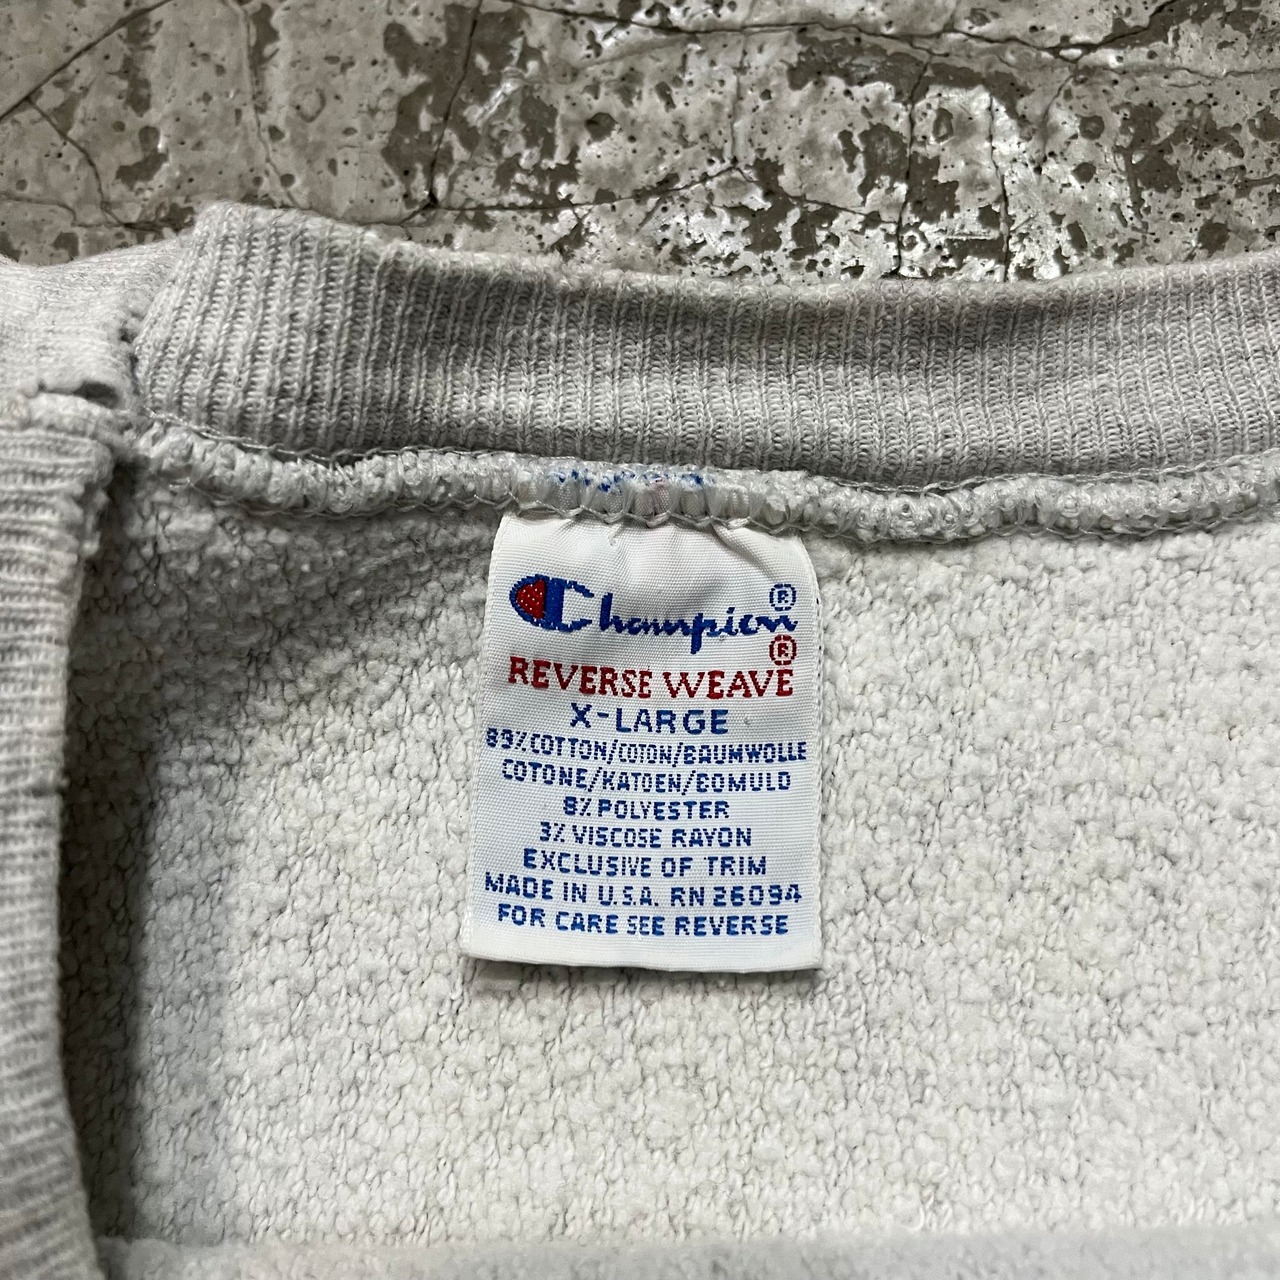 Champion®
REVERSE WEAVE®
X-LARGE
89% COTTON/COTON/BAUMWOLLE
COTONE/KATOEN/BOMULD
8% POLYESTER
3% VISCOSE RAYON
EXCLUSIVE OF TRIM
MADE IN U.S.A. RN 26094
FOR CARE SEE REVERSE